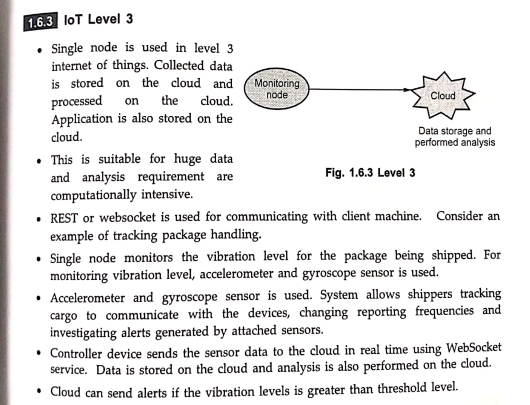 1.6.3 IoT Level 3
• Single node is used in level 3
internet of things. Collected data
is stored on the cloud and
processed on the cloud.
Application is also stored on the
cloud.
• This is suitable for huge data
and analysis requirement are
computationally intensive.
Monitoring
node
Cloud
Data storage and
performed analysis
Fig. 1.6.3 Level 3
• REST or websocket is used for communicating with client machine. Consider an
example of tracking package handling.
• Single node monitors the vibration level for the package being shipped. For
monitoring vibration level, accelerometer and gyroscope sensor is used.
• Accelerometer and gyroscope sensor is used. System allows shippers tracking
cargo to communicate with the devices, changing reporting frequencies and
investigating alerts generated by attached sensors.
• Controller device sends the sensor data to the cloud in real time using WebSocket
service. Data is stored on the cloud and analysis is also performed on the cloud.
• Cloud can send alerts if the vibration levels is greater than threshold level.